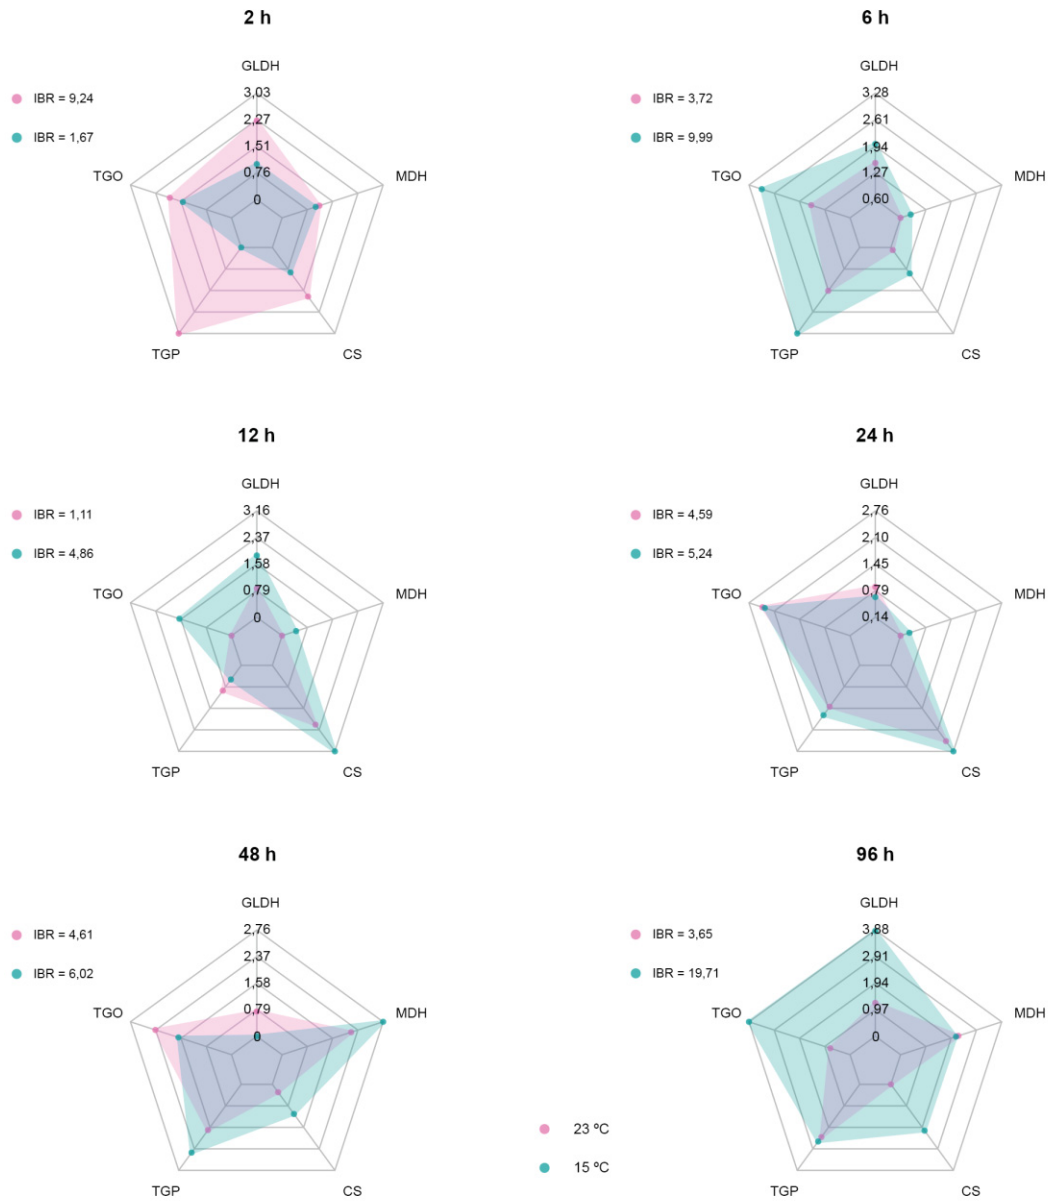 2 h
GLDH
3,03
IBR = 9,24
2,27
IBR = 1,67
1,51
TGO
0,76
MDH
0
TGP
CS
6 h
GLDH
3,28
IBR = 3,72
2,61
IBR = 9,99
1,94
TGO
1,27
MDH
0,60
TGP
CS
12 h
GLDH
3,16
IBR = 1,11
2,37
IBR = 4,86
1,58
TGO
0,79
MDH
0
TGP
CS
24 h
GLDH
2,76
IBR = 4,59
2,10
IBR = 5,24
1,45
TGO
0,79
MDH
0,14
TGP
CS
48 h
GLDH
2,76
IBR = 4,61
2,37
IBR = 6,02
1,58
TGO
0,79
MDH
0
TGP
CS
96 h
GLDH
3,88
IBR = 3,65
2,91
IBR = 19,71
1,94
TGO
0,97
MDH
0
TGP
CS
23 ºC
15 ºC